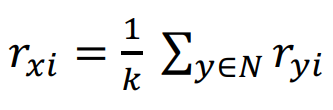 r_{xi} = \frac{1}{k} \sum_{y \in N} r_{yi}